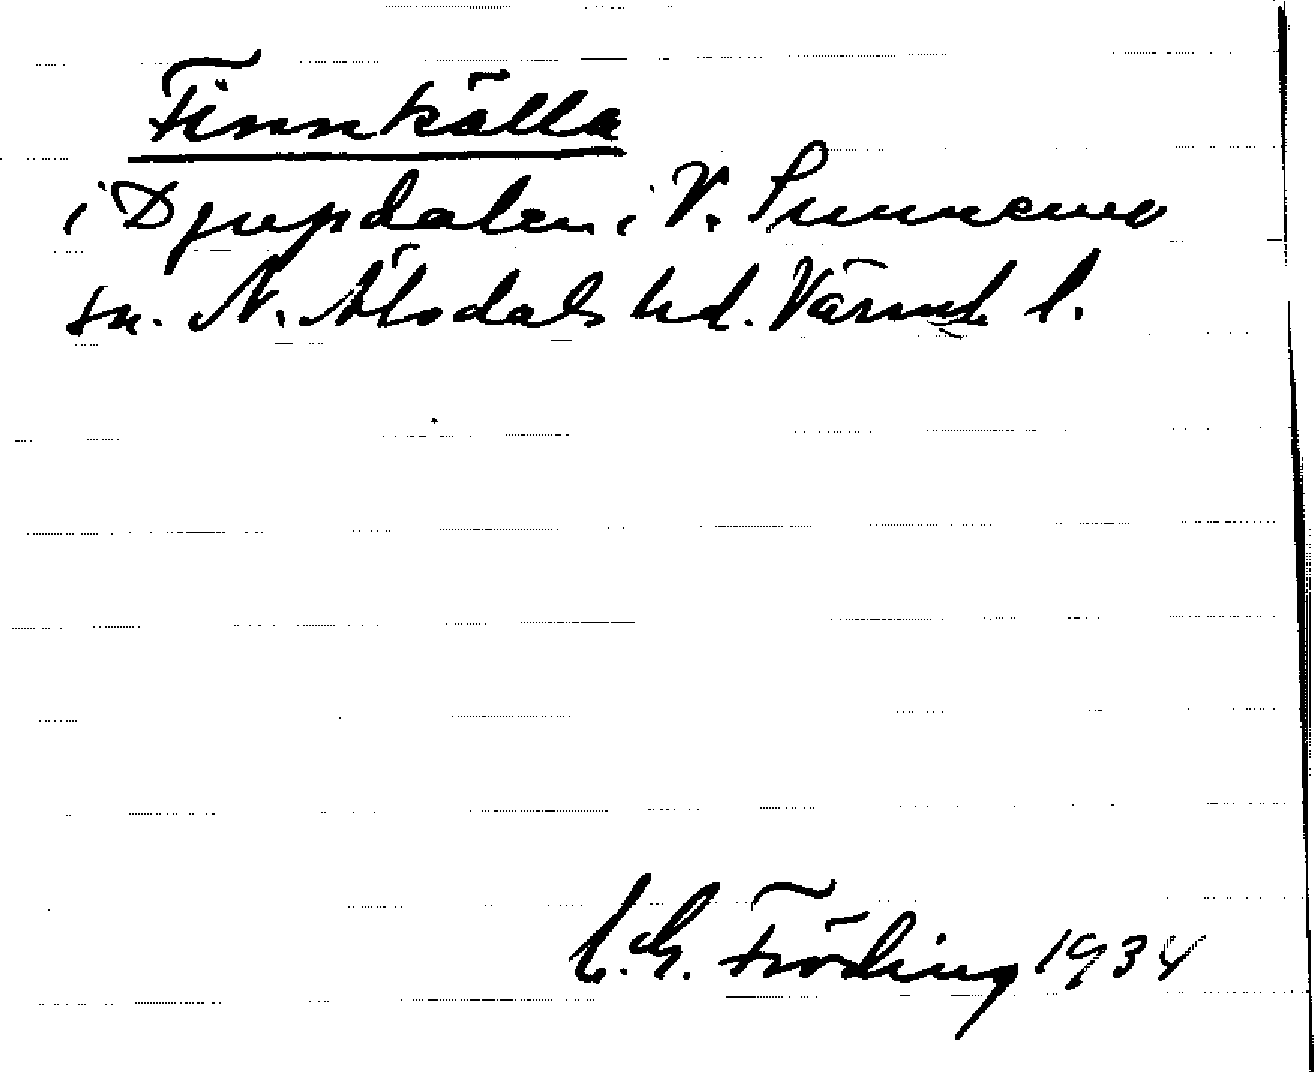 Finnkälla
i Djupdalen i V. Ämtervik
sn. N. Älvdals hd. Värml l.
C. G. Fröding 1934